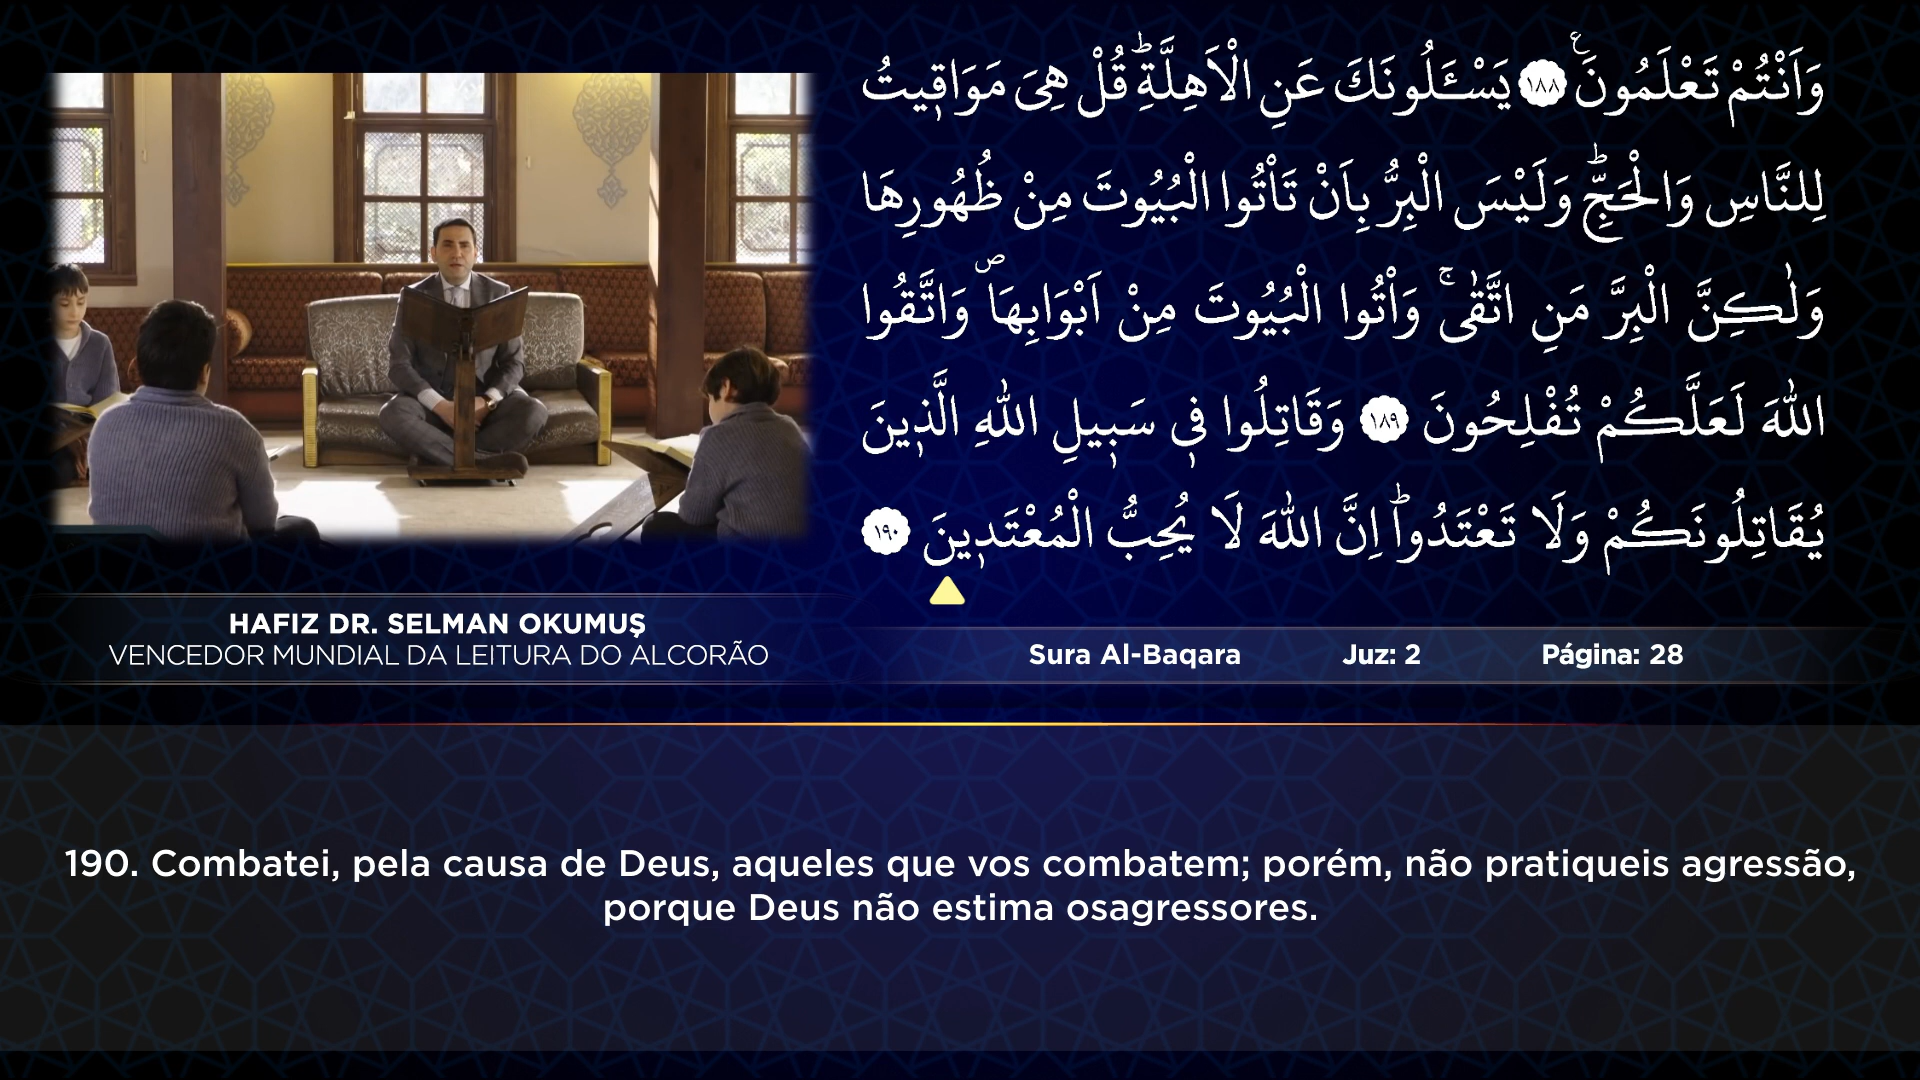 وَاَنْتُمْ تَعْلَمُونَ ۟ع ﴿١٨٨﴾ يَسْـَٔلُونَكَ عَنِ الْاَهِلَّةِؕ قُلْ هِىَ مَوَاقٖيتُ
لِلنَّاسِ وَالْحَجِّؕ وَلَيْسَ الْبِرُّ بِاَنْ تَاْتُوا الْبُيُوتَ مِنْ ظُهُورِهَا
وَلٰكِنَّ الْبِرَّ مَنِ اتَّقٰىۚ وَاْتُوا الْبُيُوتَ مِنْ اَبْوَابِهَاࣕ وَاتَّقُوا
اللّٰهَ لَعَلَّكُمْ تُفْلِحُونَ ﴿١٨٩﴾ وَقَاتِلُوا فٖى سَبٖيلِ اللّٰهِ الَّذٖينَ
يُقَاتِلُونَكُمْ وَلَا تَعْتَدُواؕ اِنَّ اللّٰهَ لَا يُحِبُّ الْمُعْتَدٖينَ ﴿١٩٠﴾
HAFIZ DR. SELMAN OKUMUŞ
VENCEDOR MUNDIAL DA LEITURA DO ALCORÃO
Sura Al-Baqara Juz: 2 Página: 28
190. Combatei, pela causa de Deus, aqueles que vos combatem; porém, não pratiqueis agressão,
porque Deus não estima osagressores.